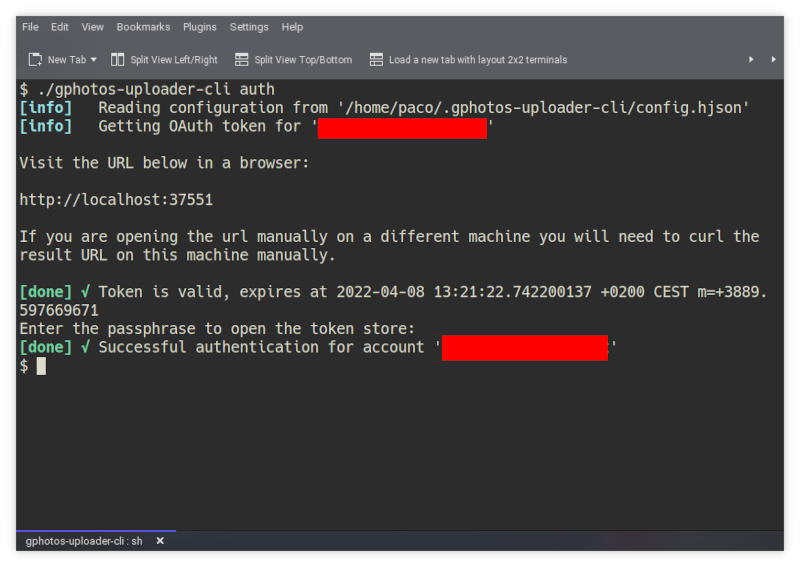 File Edit View Bookmarks Plugins Settings Help
New Tab Split View Left/Right Split View Top/Bottom Load a new tab with layout 2x2 terminals
$ ./gphotos-uploader-cli auth
[info] Reading configuration from '/home/paco/.gphotos-uploader-cli/config.hjson'
[info] Getting OAuth token for ' '
Visit the URL below in a browser:
http://localhost:37551
If you are opening the url manually on a different machine you will need to curl the
result URL on this machine manually.
[done] √ Token is valid, expires at 2022-04-08 13:21:22.742200137 +0200 CEST m=+3889.
597669671
Enter the passphrase to open the token store:
[done] √ Successful authentication for account ' '
$
gphotos-uploader-cli : sh ×